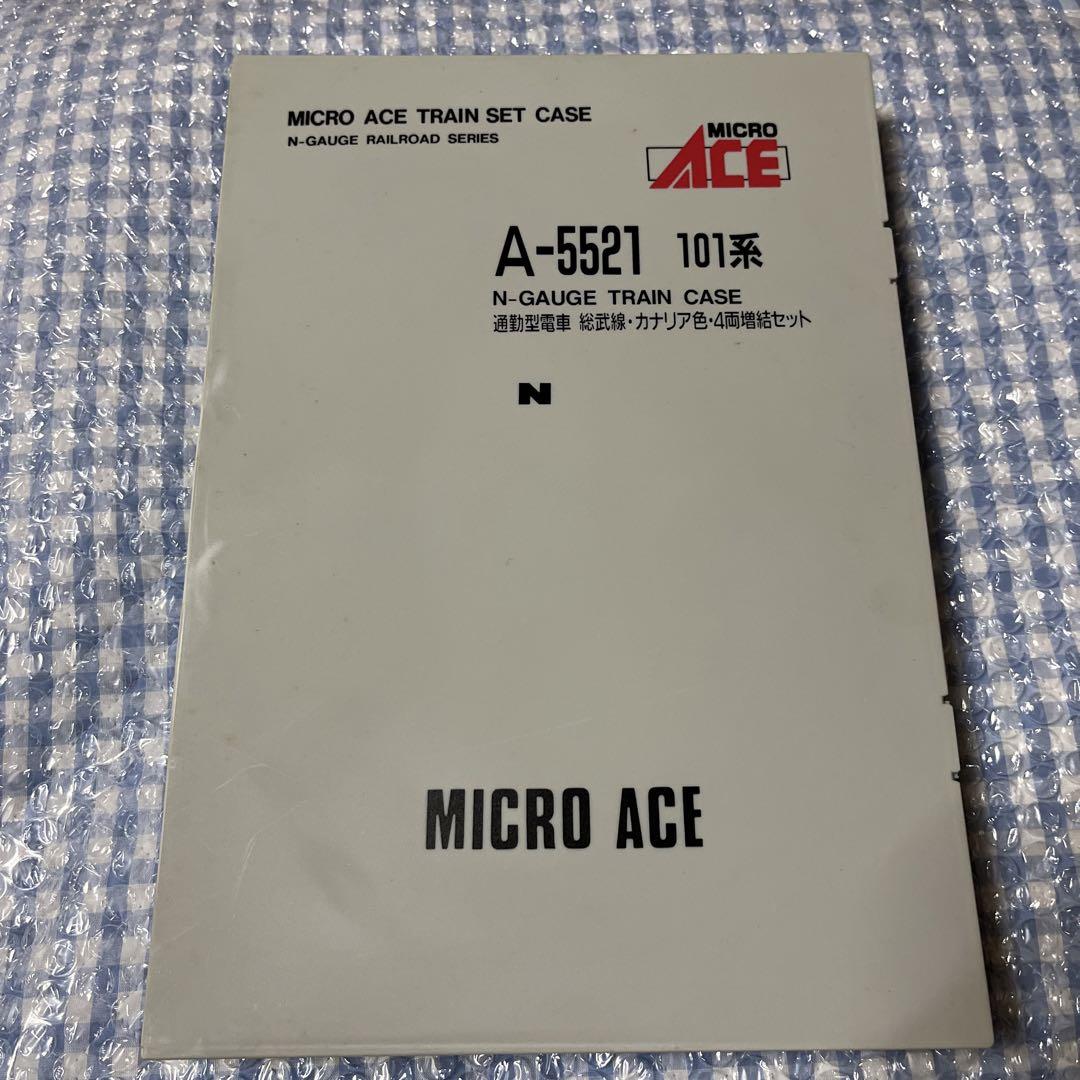 MICRO ACE TRAIN SET CASE
N-GAUGE RAILROAD SERIES
MICRO
ACE
A-5521 101系
N-GAUGE TRAIN CASE
通勤型電車 総武線・カナリア色・4両増結セット
N
MICRO ACE